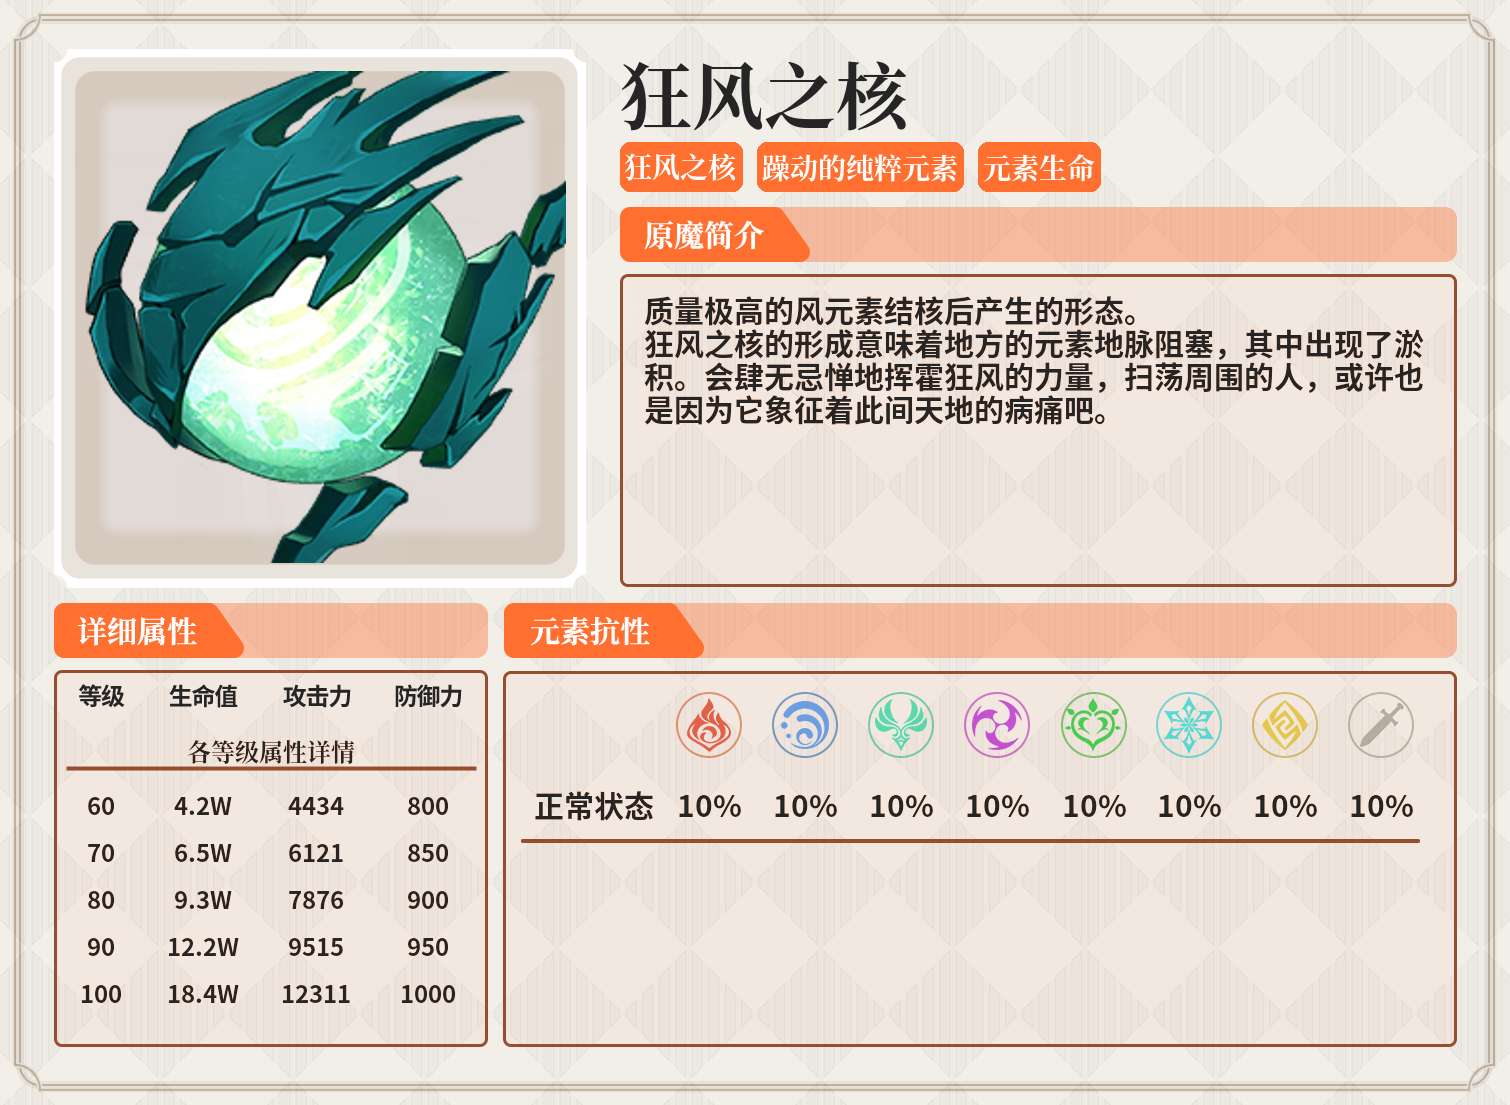 狂风之核
狂风之核 躁动的纯粹元素 元素生命
原魔简介
质量极高的风元素结核后产生的形态。
狂风之核的形成意味着地方的元素地脉阻塞，其中出现了淤
积。会肆无忌惮地挥霍狂风的力量，扫荡周围的人，或许也
是因为它象征着此间天地的病痛吧。
详细属性
等级 生命值 攻击力 防御力
各等级属性详情
60 4.2W 4434 800
70 6.5W 6121 850
80 9.3W 7876 900
90 12.2W 9515 950
100 18.4W 12311 1000
元素抗性
正常状态 10% 10% 10% 10% 10% 10% 10% 10%